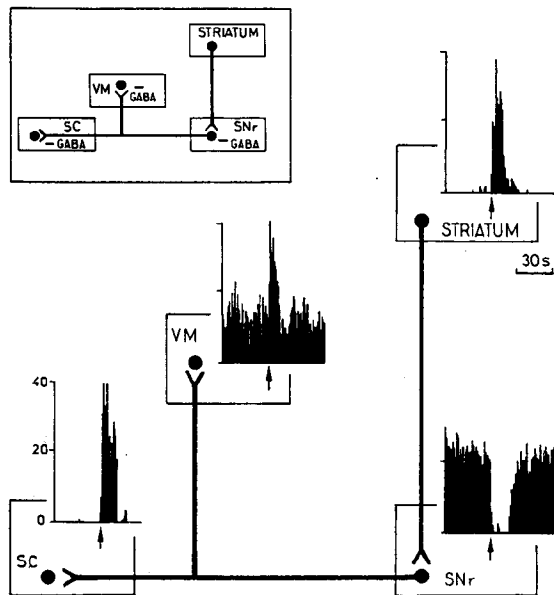 STRIATUM
VM
– GABA
SC
– GABA
SNr
– GABA
STRIATUM
30s
VM
40
20
0
SC
SNr